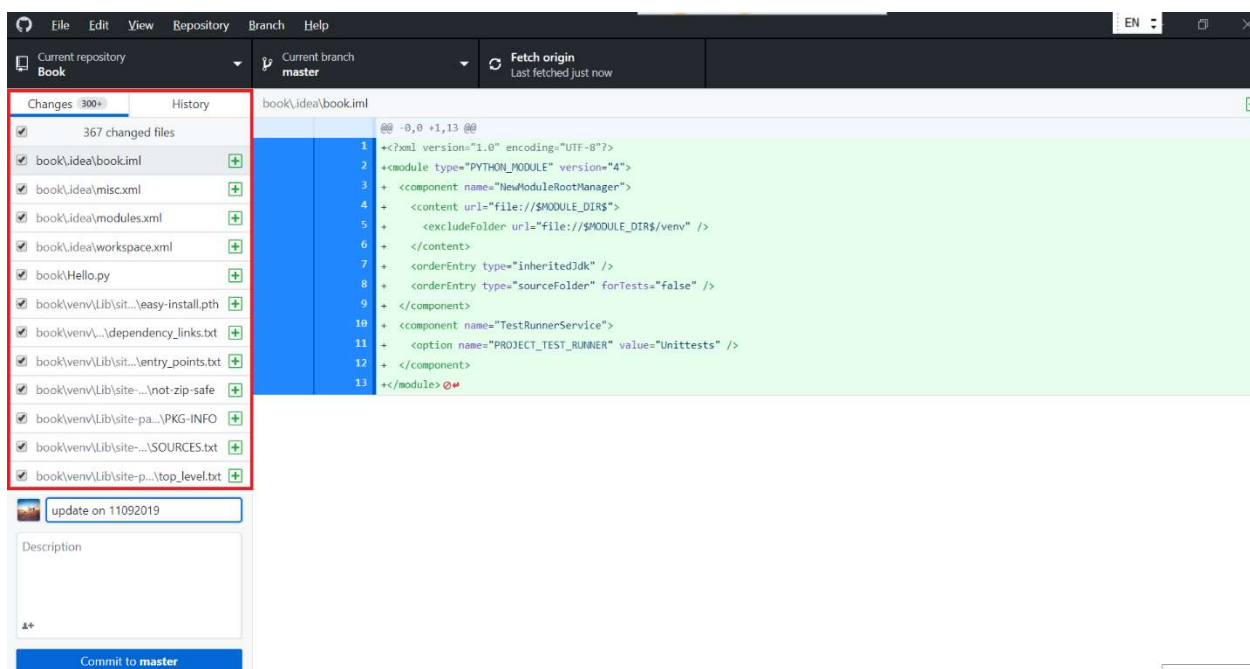 File Edit View Repository Branch Help
EN
Current repository
Book
Current branch
master
Fetch origin
Last fetched just now
Changes 300+ History
367 changed files
book\.idea\book.iml
book\.idea\misc.xml
book\.idea\modules.xml
book\.idea\workspace.xml
book\Hello.py
book\venv\Lib\sit...\easy-install.pth
book\venv\...\dependency_links.txt
book\venv\Lib\sit...\entry_points.txt
book\venv\Lib\site-...\not-zip-safe
book\venv\Lib\site-pa...\PKG-INFO
book\venv\Lib\site-...\SOURCES.txt
book\venv\Lib\site-p...\top_level.txt
update on 11092019
Description
Commit to master
book\.idea\book.iml
@@ -0,0 +1,13 @@
1 +<?xml version="1.0" encoding="UTF-8"?>
2 +<module type="PYTHON_MODULE" version="4">
3 +  <component name="NewModuleRootManager">
4 +    <content url="file://$MODULE_DIR$">
5 +      <excludeFolder url="file://$MODULE_DIR$/venv" />
6 +    </content>
7 +    <orderEntry type="inheritedJdk" />
8 +    <orderEntry type="sourceFolder" forTests="false" />
9 +  </component>
10 +  <component name="TestRunnerService">
11 +    <option name="PROJECT_TEST_RUNNER" value="Unittests" />
12 +  </component>
13 +</module>